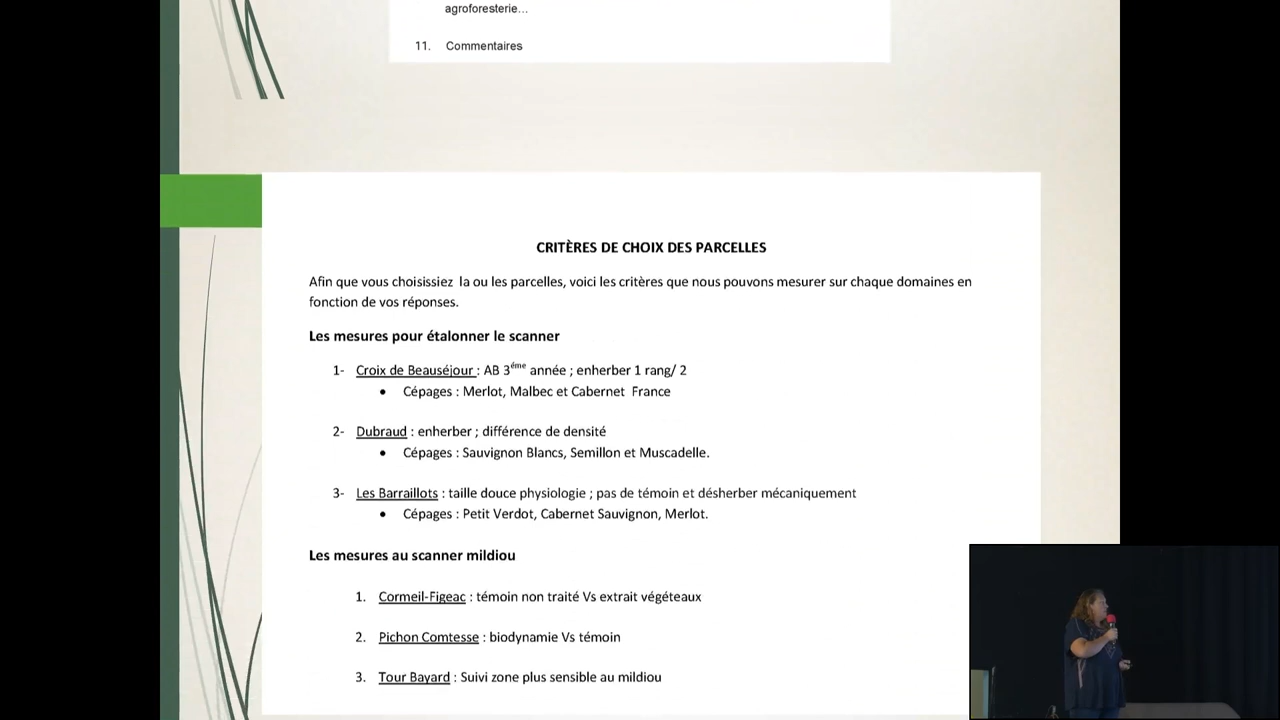 agroforesterie...
11. Commentaires
CRITÈRES DE CHOIX DES PARCELLES
Afin que vous choisissiez la ou les parcelles, voici les critères que nous pouvons mesurer sur chaque domaines en
fonction de vos réponses.
Les mesures pour étalonner le scanner
1- Croix de Beauséjour : AB 3éme année ; enherber 1 rang/ 2
• Cépages : Merlot, Malbec et Cabernet France
2- Dubraud : enherber ; différence de densité
• Cépages : Sauvignon Blancs, Semillon et Muscadelle.
3- Les Barraillots : taille douce physiologie ; pas de témoin et désherber mécaniquement
• Cépages : Petit Verdot, Cabernet Sauvignon, Merlot.
Les mesures au scanner mildiou
1. Cormeil-Figeac : témoin non traité Vs extrait végéteaux
2. Pichon Comtesse : biodynamie Vs témoin
3. Tour Bayard : Suivi zone plus sensible au mildiou